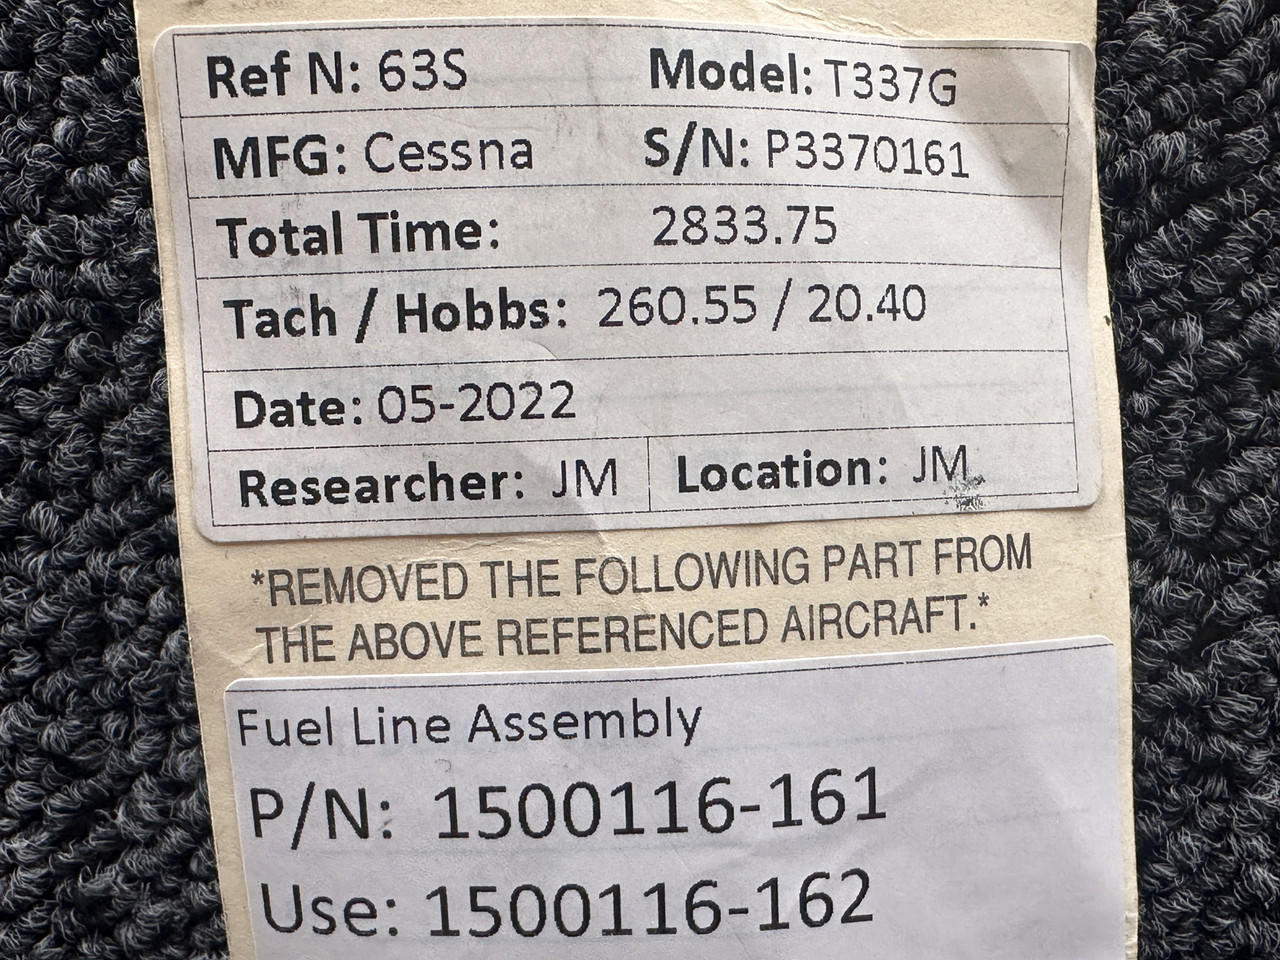 Ref N: 63S Model: T337G
MFG: Cessna S/N: P3370161
Total Time: 2833.75
Tach / Hobbs: 260.55 / 20.40
Date: 05-2022
Researcher: JM Location: JM
*REMOVED THE FOLLOWING PART FROM
THE ABOVE REFERENCED AIRCRAFT.*
Fuel Line Assembly
P/N: 1500116-161
Use: 1500116-162